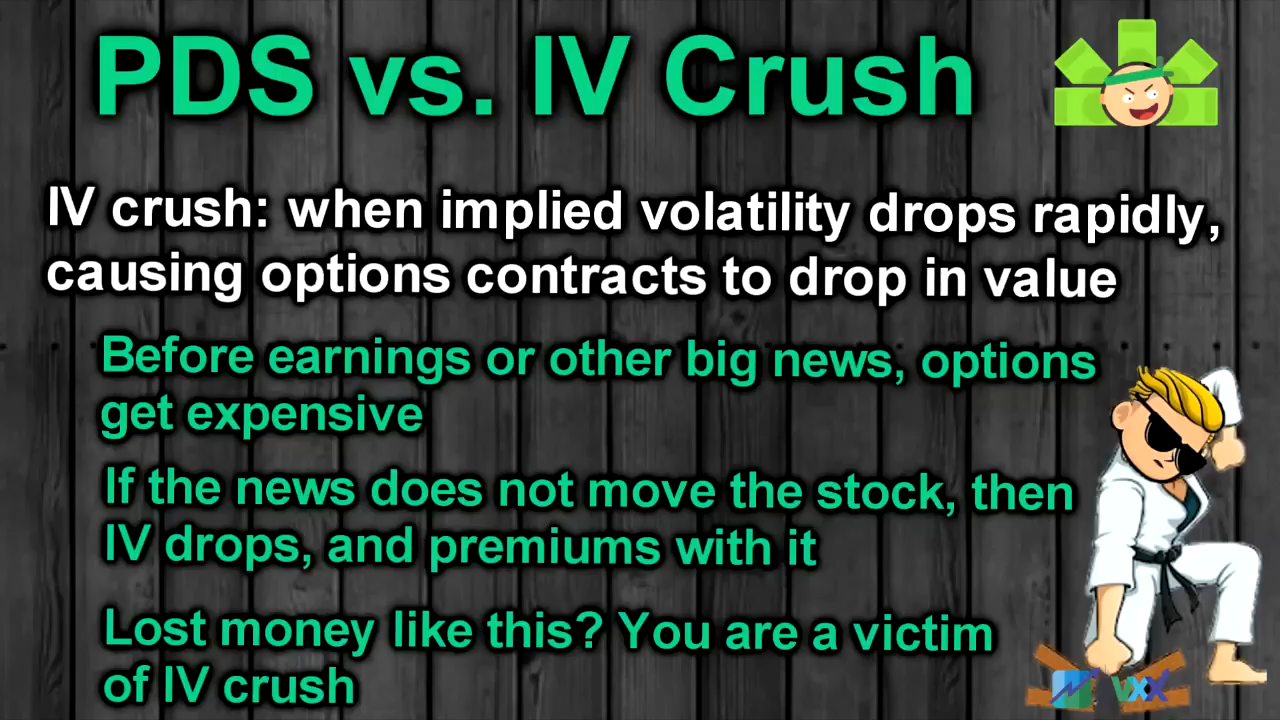 PDS vs. IV Crush
IV crush: when implied volatility drops rapidly,
causing options contracts to drop in value
Before earnings or other big news, options
get expensive
If the news does not move the stock, then
IV drops, and premiums with it
Lost money like this? You are a victim
of IV crush
VXX